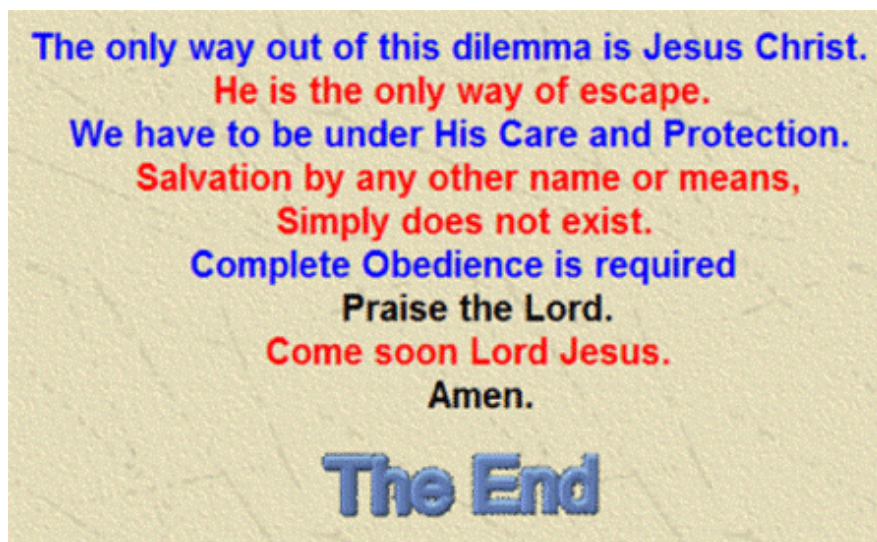 The only way out of this dilemma is Jesus Christ.
He is the only way of escape.
We have to be under His Care and Protection.
Salvation by any other name or means,
Simply does not exist.
Complete Obedience is required
Praise the Lord.
Come soon Lord Jesus.
Amen.
The End